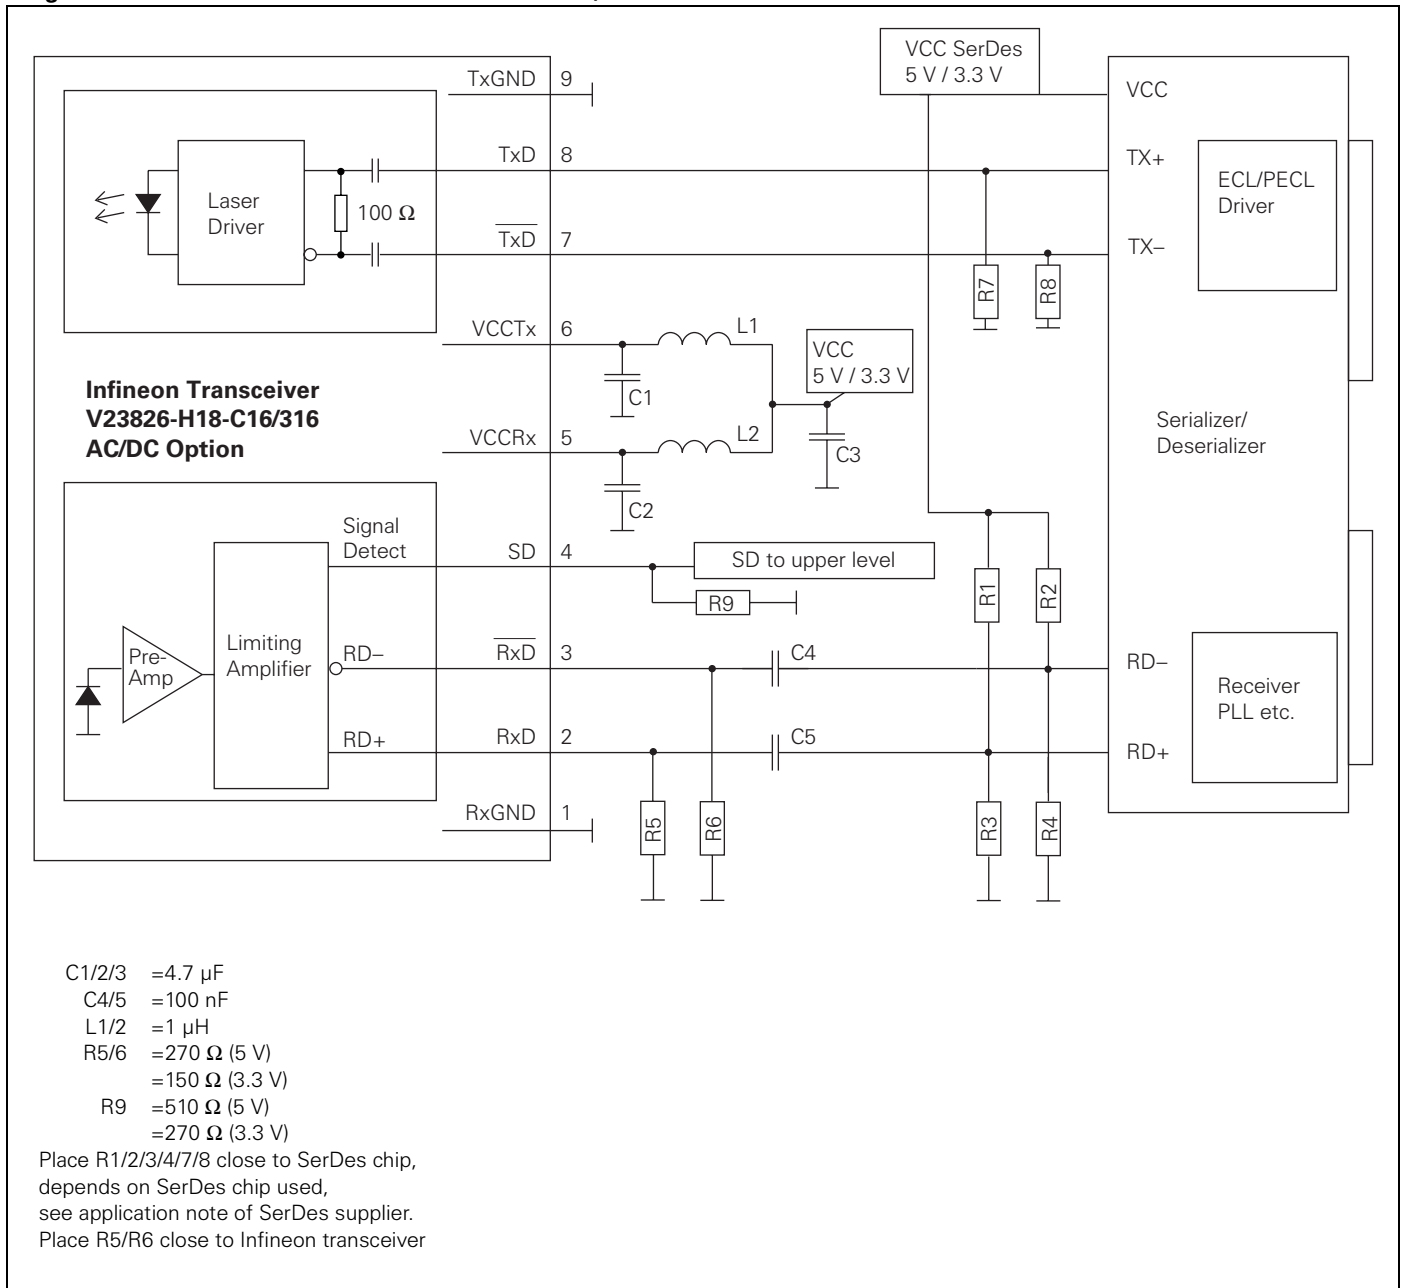 VCC SerDes
5 V / 3.3 V
TxGND 9
VCC
TxD 8
TX+
Laser
Driver
100 Ω
ECL/PECL
Driver
TxD 7
TX–
R7
R8
VCCTx 6
L1
VCC
5 V / 3.3 V
C1
Infineon Transceiver
V23826-H18-C16/316
AC/DC Option
VCCRx 5
L2
C3
Serializer/
Deserializer
C2
Signal
Detect
SD 4
SD to upper level
R9
R1
R2
Pre-
Amp
Limiting
Amplifier
RD–
RxD 3
C4
RD–
Receiver
PLL etc.
RD+
RxD 2
C5
RD+
RxGND 1
R5
R6
R3
R4
C1/2/3 =4.7 µF
C4/5 =100 nF
L1/2 =1 µH
R5/6 =270 Ω (5 V)
=150 Ω (3.3 V)
R9 =510 Ω (5 V)
=270 Ω (3.3 V)
Place R1/2/3/4/7/8 close to SerDes chip,
depends on SerDes chip used,
see application note of SerDes supplier.
Place R5/R6 close to Infineon transceiver